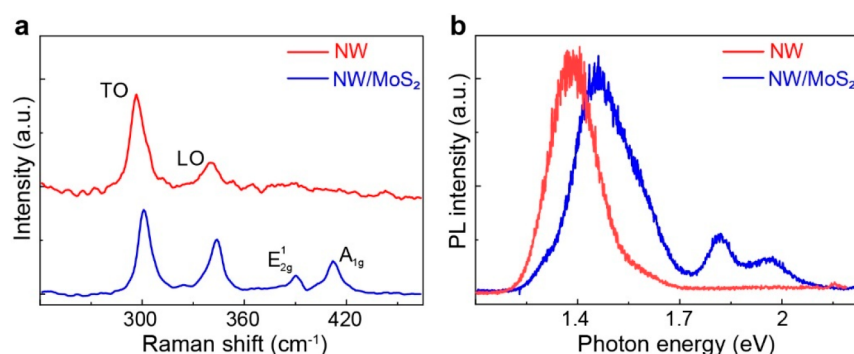 a
NW
NW/MoS₂
TO
LO
E¹₂g
A₁g
Intensity (a.u.)
300
360
420
Raman shift (cm⁻¹)
b
NW
NW/MoS₂
PL intensity (a.u.)
1.4
1.7
2
Photon energy (eV)